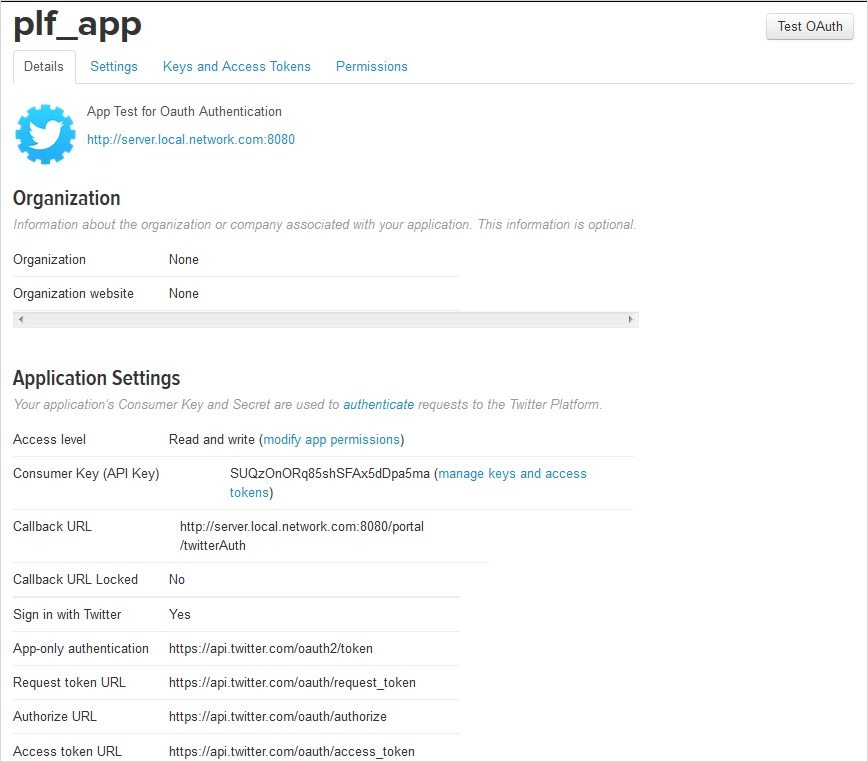 plf_app
Test OAuth
Details Settings Keys and Access Tokens Permissions
App Test for Oauth Authentication
http://server.local.network.com:8080
Organization
Information about the organization or company associated with your application. This information is optional.
Organization None
Organization website None
Application Settings
Your application's Consumer Key and Secret are used to authenticate requests to the Twitter Platform.
Access level Read and write (modify app permissions)
Consumer Key (API Key) SUQzOnORq85shSFAx5dDpa5ma (manage keys and access
tokens)
Callback URL http://server.local.network.com:8080/portal
/twitterAuth
Callback URL Locked No
Sign in with Twitter Yes
App-only authentication https://api.twitter.com/oauth2/token
Request token URL https://api.twitter.com/oauth/request_token
Authorize URL https://api.twitter.com/oauth/authorize
Access token URL https://api.twitter.com/oauth/access_token